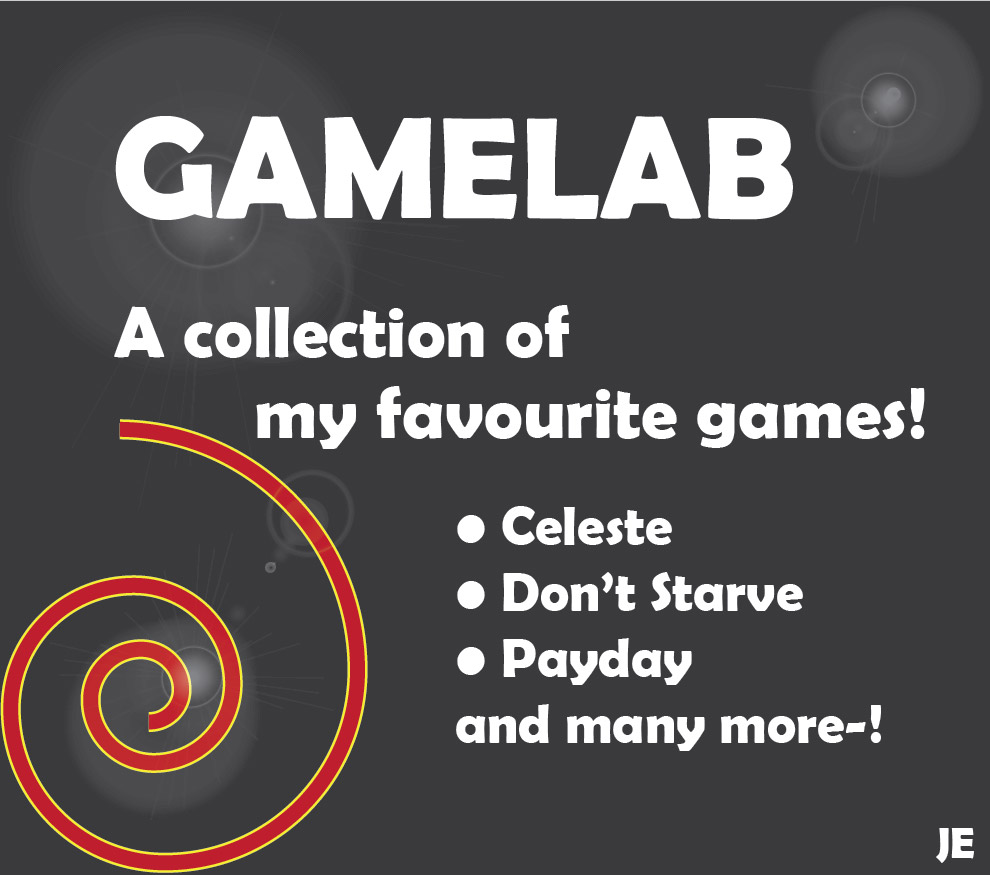 GAMELAB
A collection of
my favourite games!
● Celeste
● Don’t Starve
● Payday
and many more-!
JE